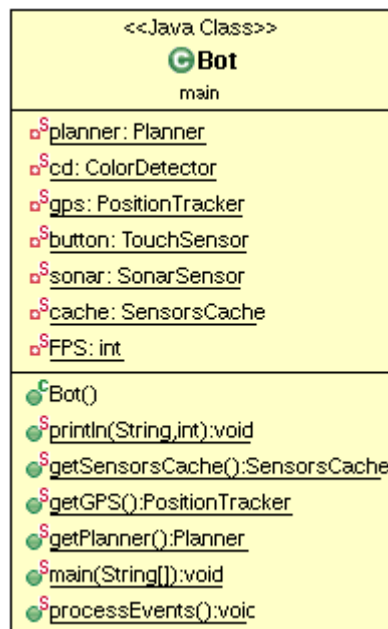 <<Java Class>>
Bot
main
planner: Planner
cd: ColorDetector
gps: PositionTracker
button: TouchSensor
sonar: SonarSensor
cache: SensorsCache
FPS: int
Bot()
println(String,int):void
getSensorsCache():SensorsCache
getGPS():PositionTracker
getPlanner():Planner
main(String[]):void
processEvents():voic